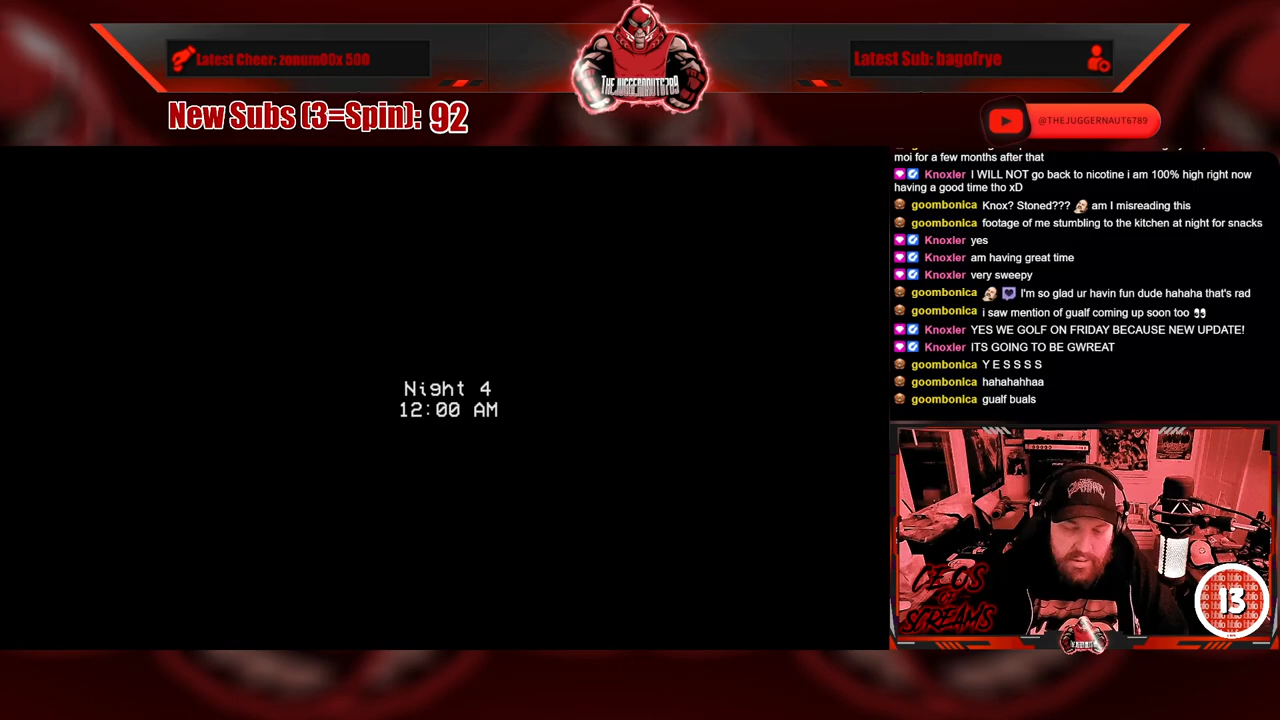 Latest Cheer: zonum00x 500
THEJUGGERNAUT6789
Latest Sub: bagofrye
New Subs (3=Spin): 92
@THEJUGGERNAUT6789
moi for a few months after that
Knoxler I WILL NOT go back to nicotine i am 100% high right now
having a good time tho xD
goombonica Knox? Stoned??? am I misreading this
goombonica footage of me stumbling to the kitchen at night for snacks
Knoxler yes
Knoxler am having great time
Knoxler very sweepy
goombonica I'm so glad ur havin fun dude hahaha that's rad
goombonica i saw mention of gualf coming up soon too 👀
Knoxler YES WE GOLF ON FRIDAY BECAUSE NEW UPDATE!
Knoxler ITS GOING TO BE GWREAT
goombonica Y E S S S S
goombonica hahahahhaa
goombonica gualf buals
Night 4
12:00 AM
CEOS
OF
SCREAMS
13